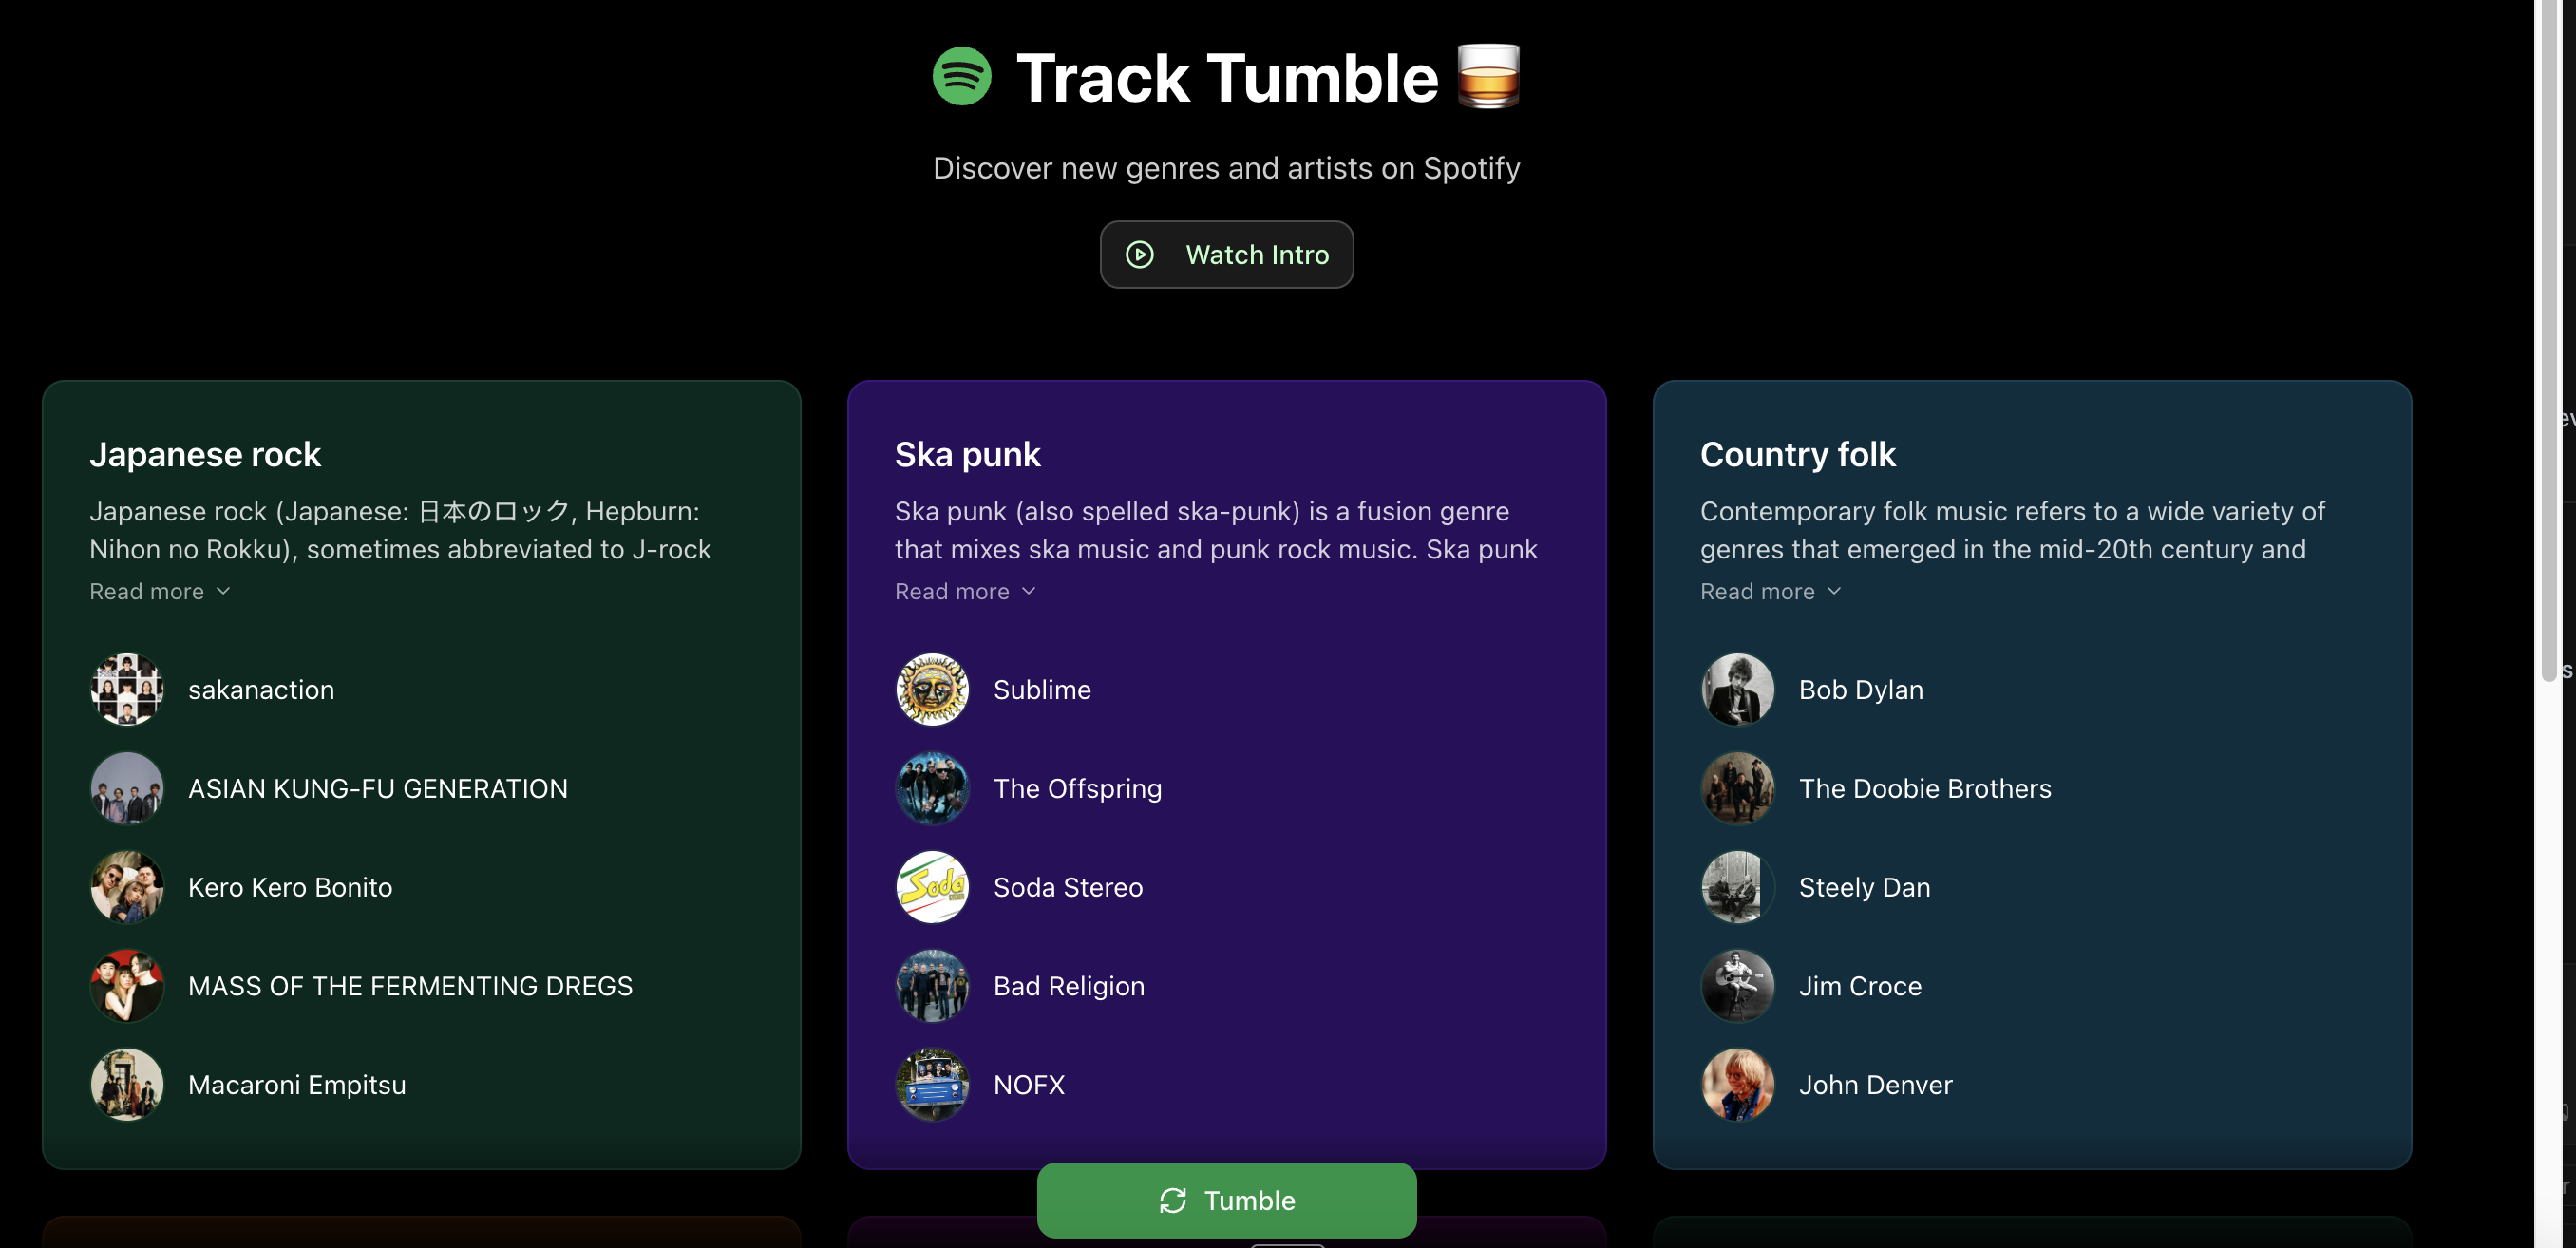 Track Tumble
Discover new genres and artists on Spotify
Watch Intro
Japanese rock
Japanese rock (Japanese: 日本のロック, Hepburn:
Nihon no Rokku), sometimes abbreviated to J-rock
Read more
sakanaction
ASIAN KUNG-FU GENERATION
Kero Kero Bonito
MASS OF THE FERMENTING DREGS
Macaroni Empitsu
Ska punk
Ska punk (also spelled ska-punk) is a fusion genre
that mixes ska music and punk rock music. Ska punk
Read more
Sublime
The Offspring
Soda
Soda Stereo
Bad Religion
NOFX
Country folk
Contemporary folk music refers to a wide variety of
genres that emerged in the mid-20th century and
Read more
Bob Dylan
The Doobie Brothers
Steely Dan
Jim Croce
John Denver
Tumble